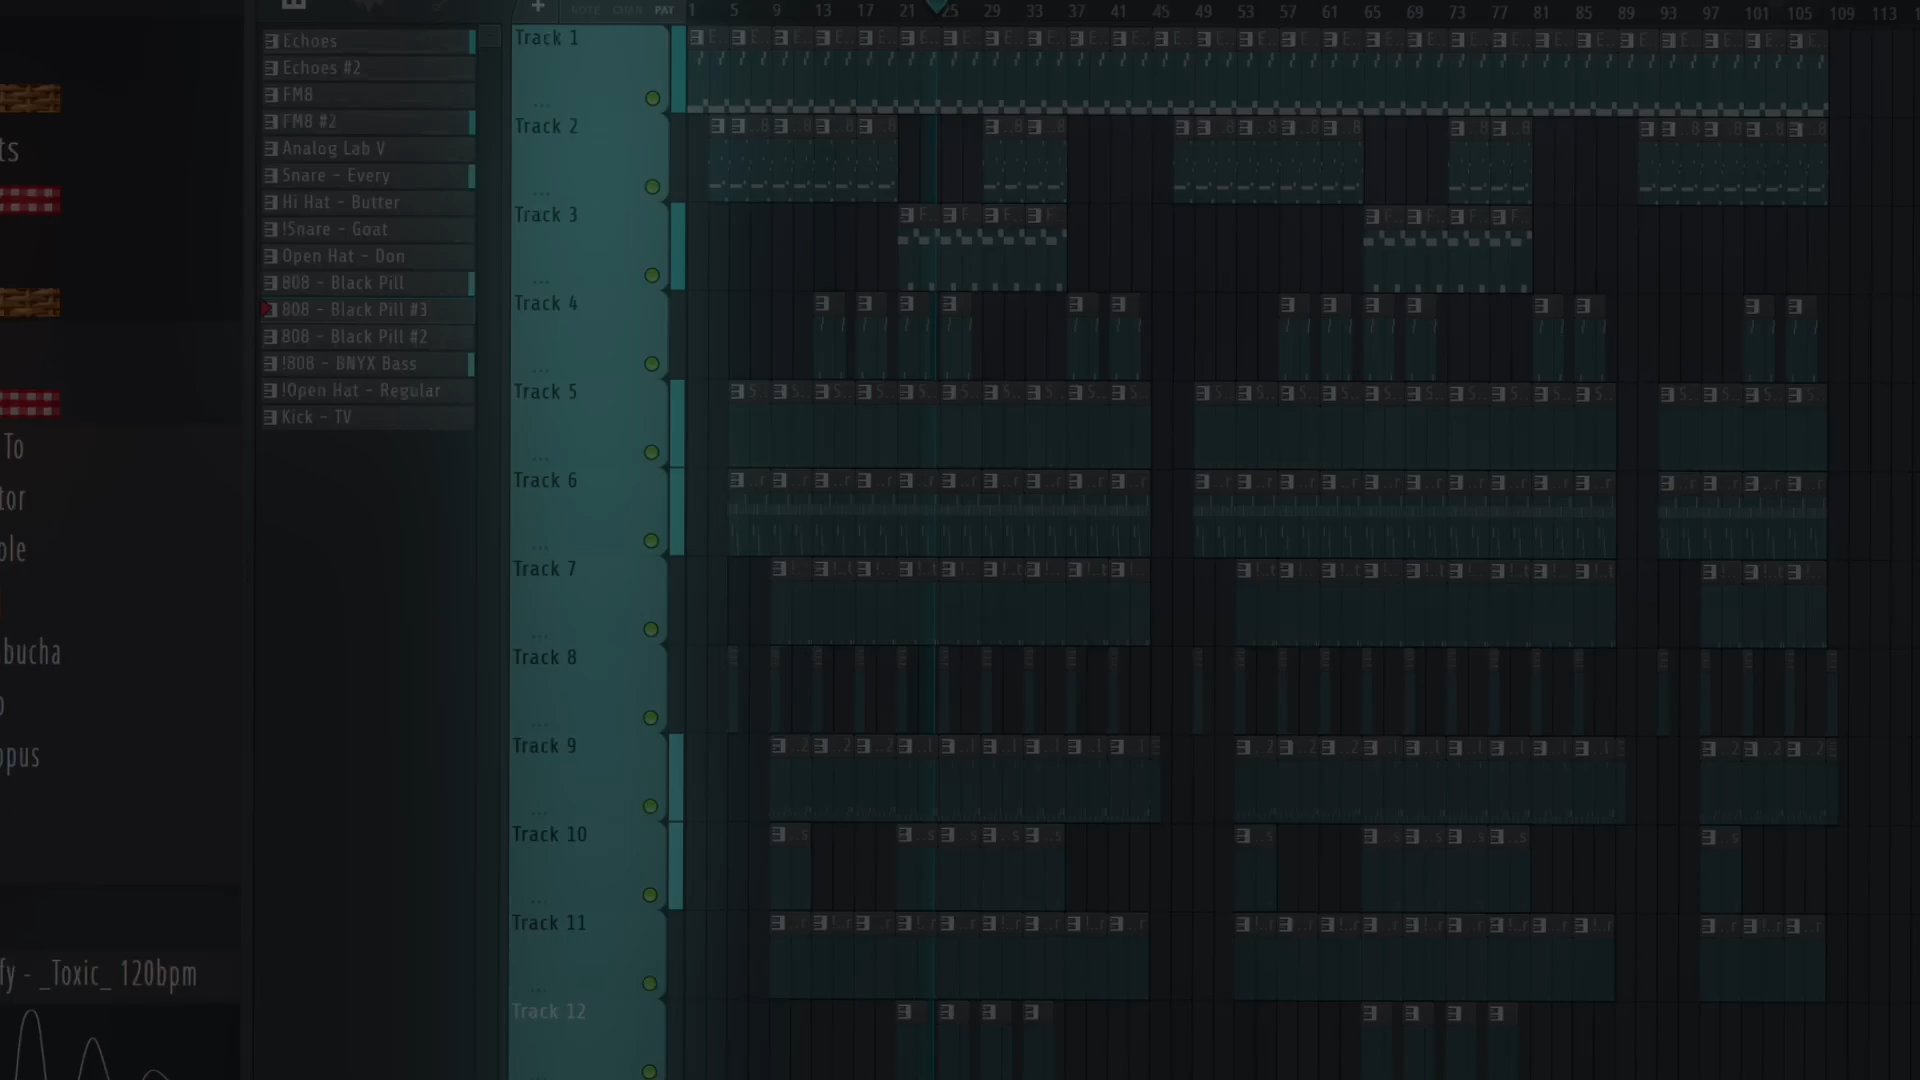 NOTE CHAN PAT
1 5 9 13 17 21 25 29 33 37 41 45 49 53 57 61 65 69 73 77 81 85 89 93 97 101 105 109 113
Echoes
Echoes #2
FM8
FM8 #2
Analog Lab V
Snare - Every
Hi Hat - Butter
!Snare - Goat
Open Hat - Don
808 - Black Pill
808 - Black Pill #3
808 - Black Pill #2
!808 - BNYX Bass
!Open Hat - Regular
Kick - TV
Track 1
Track 2
Track 3
Track 4
Track 5
Track 6
Track 7
Track 8
Track 9
Track 10
Track 11
Track 12
ts
To
tor
ole
bucha
o
opus
fy - _Toxic_ 120bpm